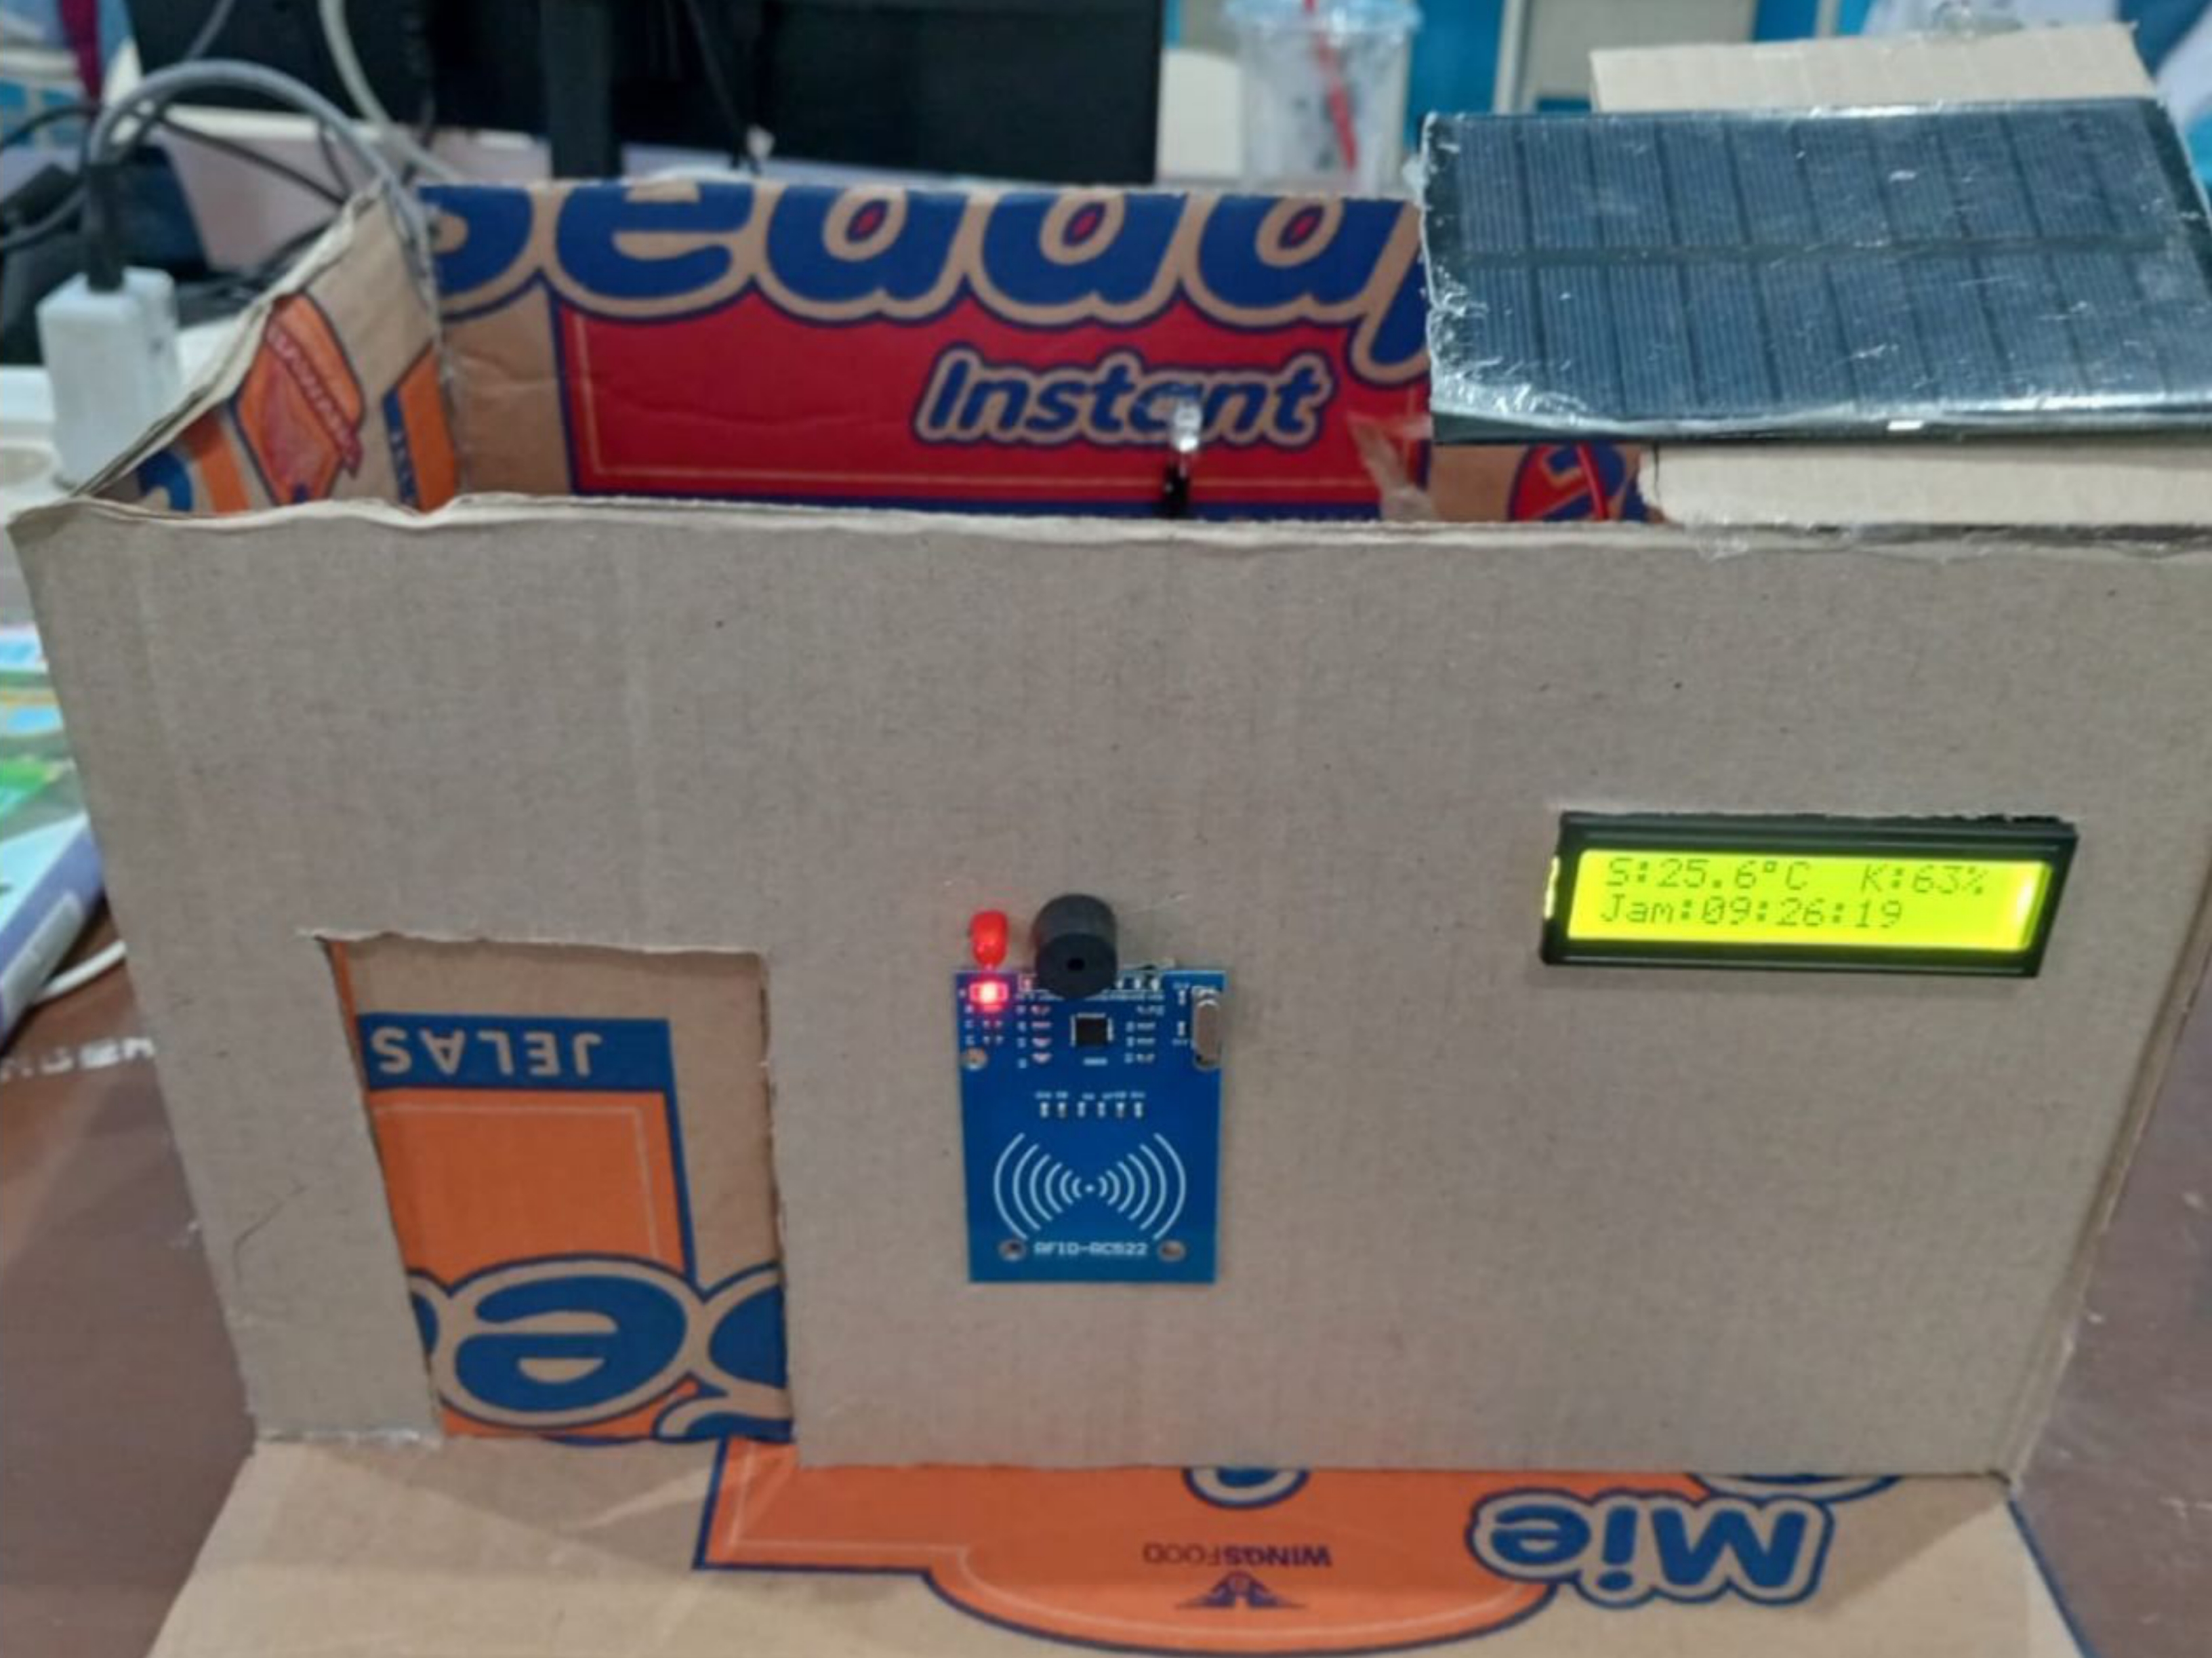 sedaap
Instant
S:25.6°C K:63%
Jam:09:26:19
JELAS
RFID-RC522
WINGSFOOD
Mie